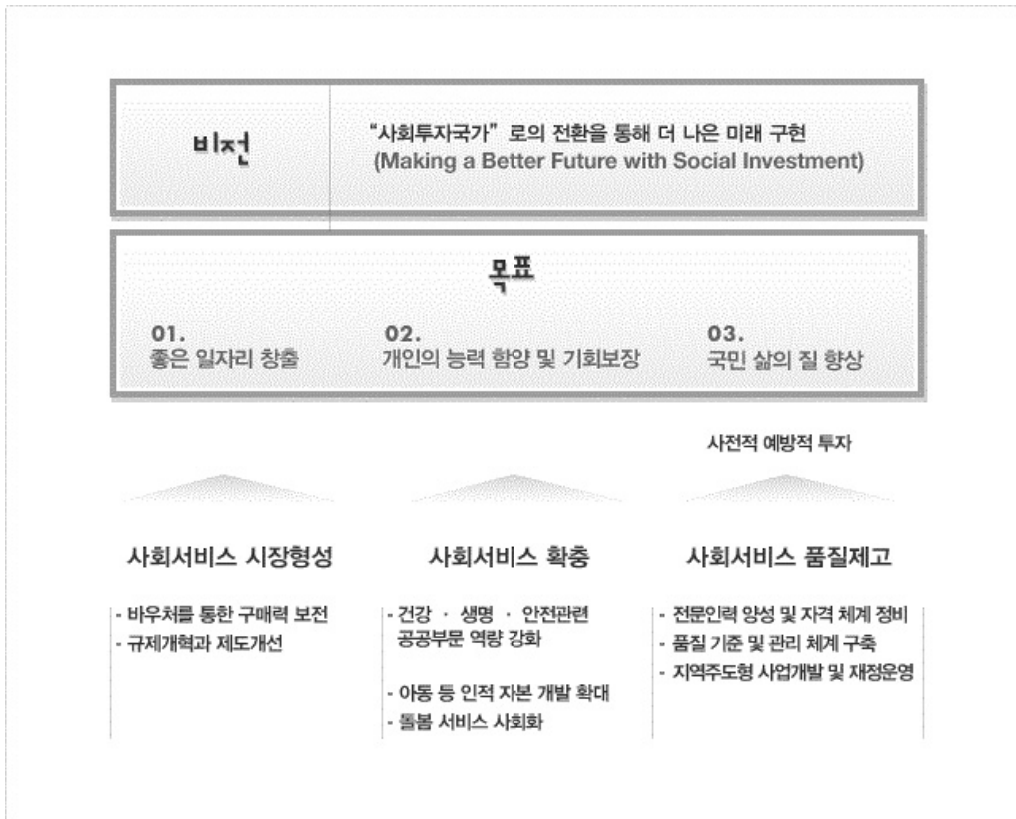 비전
“사회투자국가” 로의 전환을 통해 더 나은 미래 구현
(Making a Better Future with Social Investment)
목표
01.
좋은 일자리 창출
02.
개인의 능력 함양 및 기회보장
03.
국민 삶의 질 향상
사전적 예방적 투자
사회서비스 시장형성
- 바우처를 통한 구매력 보전
- 규제개혁과 제도개선
사회서비스 확충
- 건강 · 생명 · 안전관련
공공부문 역량 강화
- 아동 등 인적 자본 개발 확대
- 돌봄 서비스 사회화
사회서비스 품질제고
- 전문인력 양성 및 자격 체계 정비
- 품질 기준 및 관리 체계 구축
- 지역주도형 사업개발 및 재정운영